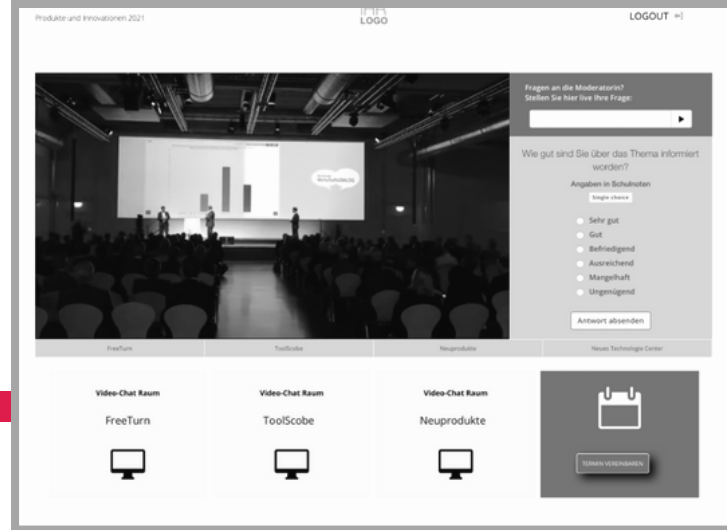 Produkte und Innovationen 2021
LOGO
LOGOUT
Fragen an die Moderatorin?
Stellen Sie hier live Ihre Frage:
Wie gut sind Sie über das Thema informiert
worden?
Angaben in Schulnoten
Single choice
Sehr gut
Gut
Befriedigend
Ausreichend
Mangelhaft
Ungenügend
Antwort absenden
FreeTurn
ToolScobe
Neuprodukte
Neues Technologie Center
Video-Chat Raum
FreeTurn
Video-Chat Raum
ToolScobe
Video-Chat Raum
Neuprodukte
TERMIN VEREINBAREN